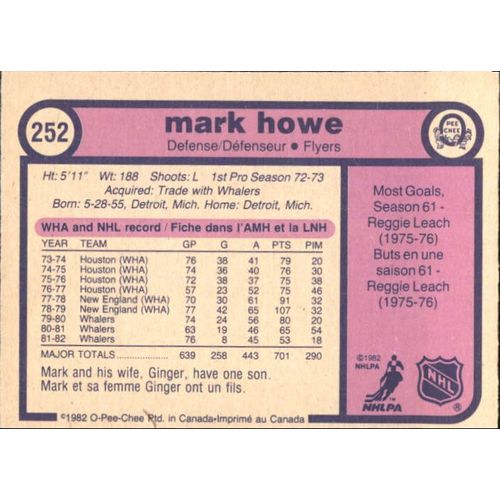 252
mark howe
Defense/Défenseur ● Flyers
O PEE CHEE
Ht: 5'11" Wt: 188 Shoots: L 1st Pro Season 72-73
Acquired: Trade with Whalers
Born: 5-28-55, Detroit, Mich. Home: Detroit, Mich.
WHA and NHL record / Fiche dans l'AMH et la LNH
YEAR TEAM GP G A PTS PIM
73-74 Houston (WHA) 76 38 41 79 20
74-75 Houston (WHA) 74 36 40 76 30
75-76 Houston (WHA) 72 38 37 75 38
76-77 Houston (WHA) 57 23 52 75 46
77-78 New England (WHA) 70 30 61 91 32
78-79 New England (WHA) 77 42 65 107 32
79-80 Whalers 74 24 56 80 20
80-81 Whalers 63 19 46 65 54
81-82 Whalers 76 8 45 53 18
MAJOR TOTALS 639 258 443 701 290
Mark and his wife, Ginger, have one son.
Mark et sa femme Ginger ont un fils.
Most Goals,
Season 61 -
Reggie Leach
(1975-76)
Buts en une
saison 61 -
Reggie Leach
(1975-76)
©1982
NHLPA
NHLPA
NHL
®
©1982 O-Pee-Chee Ptd. in Canada-Imprimé au Canada